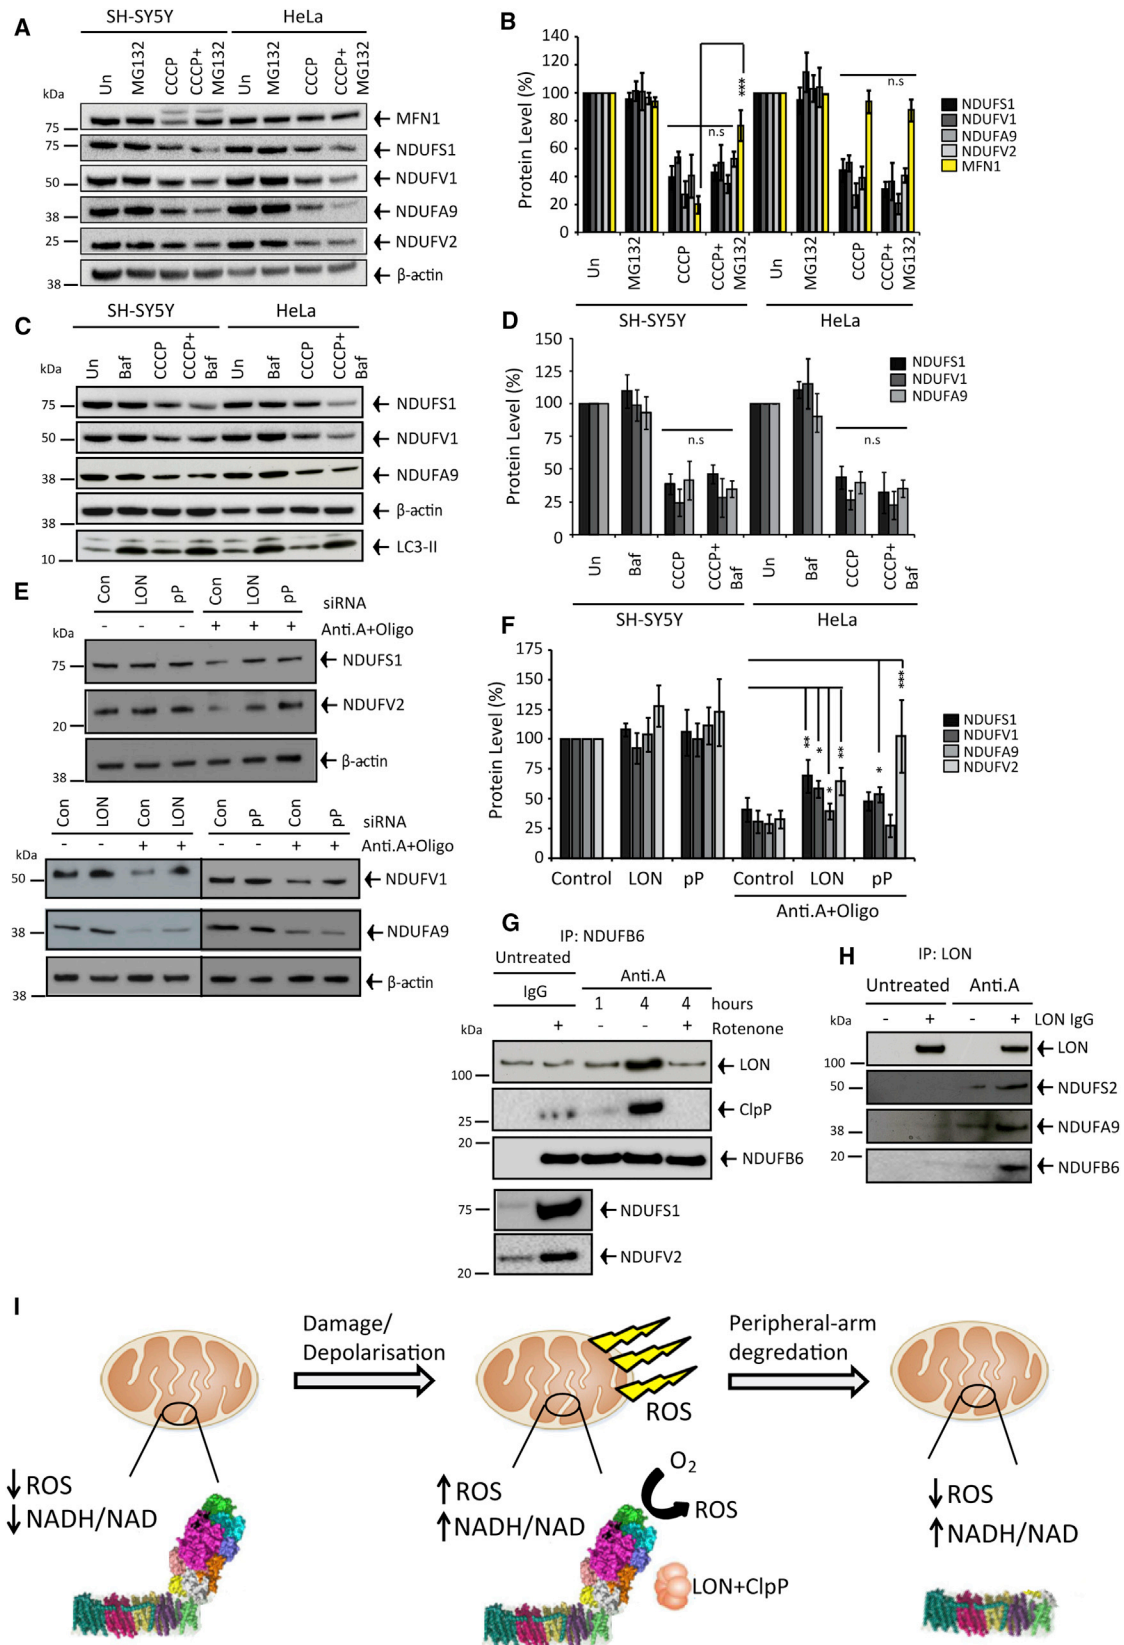 A
SH-SY5Y HeLa
Un MG132 CCCP CCCP+ MG132 Un MG132 CCCP CCCP+ MG132
kDa
75 MFN1
75 NDUFS1
50 NDUFV1
38 NDUFA9
25 NDUFV2
38 β-actin
B
Protein Level (%)
140
120
100
80
60
40
20
0
n.s
***
n.s
NDUFS1
NDUFV1
NDUFA9
NDUFV2
MFN1
Un MG132 CCCP CCCP+ MG132 Un MG132 CCCP CCCP+ MG132
SH-SY5Y HeLa
C
SH-SY5Y HeLa
Un Baf CCCP CCCP+ Baf Un Baf CCCP CCCP+ Baf
kDa
75 NDUFS1
50 NDUFV1
38 NDUFA9
38 β-actin
10 LC3-II
D
Protein Level (%)
150
125
100
75
50
25
0
n.s
n.s
NDUFS1
NDUFV1
NDUFA9
Un Baf CCCP CCCP+ Baf Un Baf CCCP CCCP+ Baf
SH-SY5Y HeLa
E
Con LON pP Con LON pP siRNA
- - - + + + Anti.A+Oligo
kDa
75 NDUFS1
20 NDUFV2
38 β-actin
Con LON Con LON Con pP Con pP siRNA
- - + + - - + + Anti.A+Oligo
kDa
50 NDUFV1
38 NDUFA9
38 β-actin
F
Protein Level (%)
175
150
125
100
75
50
25
0
** * * ** * ***
NDUFS1
NDUFV1
NDUFA9
NDUFV2
Control LON pP Control LON pP
Anti.A+Oligo
G
IP: NDUFB6
Untreated Anti.A
IgG 1 4 4 hours
+ - - + Rotenone
kDa
100 LON
25 ClpP
20 NDUFB6
75 NDUFS1
20 NDUFV2
H
IP: LON
Untreated Anti.A
- + - + LON IgG
kDa
100 LON
50 NDUFS2
38 NDUFA9
20 NDUFB6
I
Damage/
Depolarisation
Peripheral-arm
degredation
ROS
↓ ROS
↓ NADH/NAD
↑ ROS
↑ NADH/NAD
O2
ROS
LON+ClpP
↓ ROS
↑ NADH/NAD